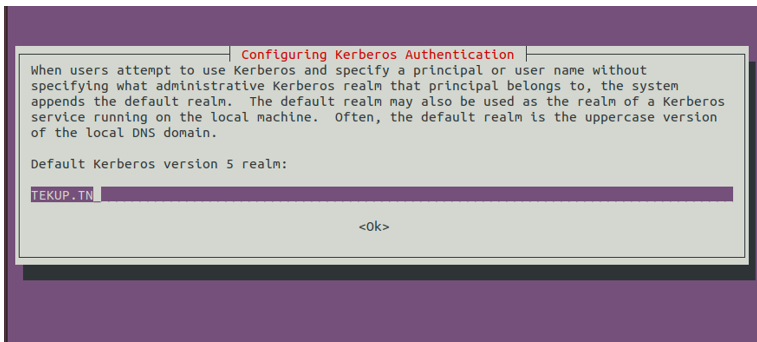 Configuring Kerberos Authentication
When users attempt to use Kerberos and specify a principal or user name without
specifying what administrative Kerberos realm that principal belongs to, the system
appends the default realm.  The default realm may also be used as the realm of a Kerberos
service running on the local machine.  Often, the default realm is the uppercase version
of the local DNS domain.
Default Kerberos version 5 realm:
TEKUP.TN
<Ok>